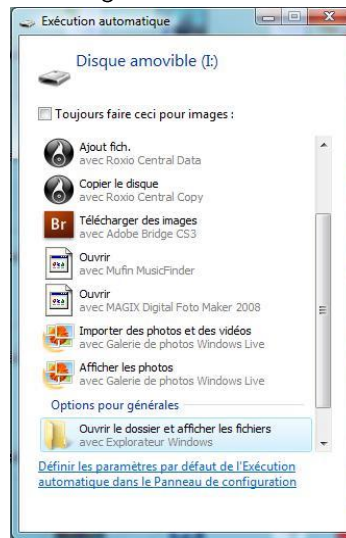 Exécution automatique
Disque amovible (I:)
Toujours faire ceci pour images :
Ajout fich.
avec Roxio Central Data
Copier le disque
avec Roxio Central Copy
Br
Télécharger des images
avec Adobe Bridge CS3
Ouvrir
avec Mufin MusicFinder
Ouvrir
avec MAGIX Digital Foto Maker 2008
Importer des photos et des vidéos
avec Galerie de photos Windows Live
Afficher les photos
avec Galerie de photos Windows Live
Options pour générales
Ouvrir le dossier et afficher les fichiers
avec Explorateur Windows
Définir les paramètres par défaut de l'Exécution
automatique dans le Panneau de configuration